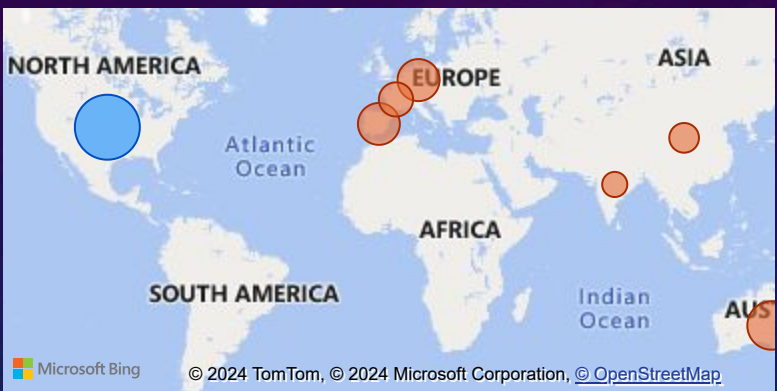 NORTH AMERICA
EUROPE
ASIA
Atlantic
Ocean
AFRICA
SOUTH AMERICA
Indian
Ocean
AUS
Microsoft Bing
© 2024 TomTom, © 2024 Microsoft Corporation, © OpenStreetMap